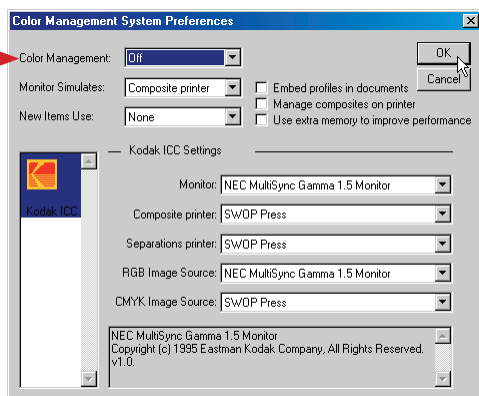 Color Management System Preferences
Color Management: Off
OK
Monitor Simulates: Composite printer
Embed profiles in documents
Cancel
Manage composites on printer
New Items Use: None
Use extra memory to improve performance
Kodak ICC Settings
Kodak ICC
Monitor: NEC MultiSync Gamma 1.5 Monitor
Composite printer: SWOP Press
Separations printer: SWOP Press
RGB Image Source: NEC MultiSync Gamma 1.5 Monitor
CMYK Image Source: SWOP Press
NEC MultiSync Gamma 1.5 Monitor
Copyright (c) 1995 Eastman Kodak Company, All Rights Reserved.
v1.0.